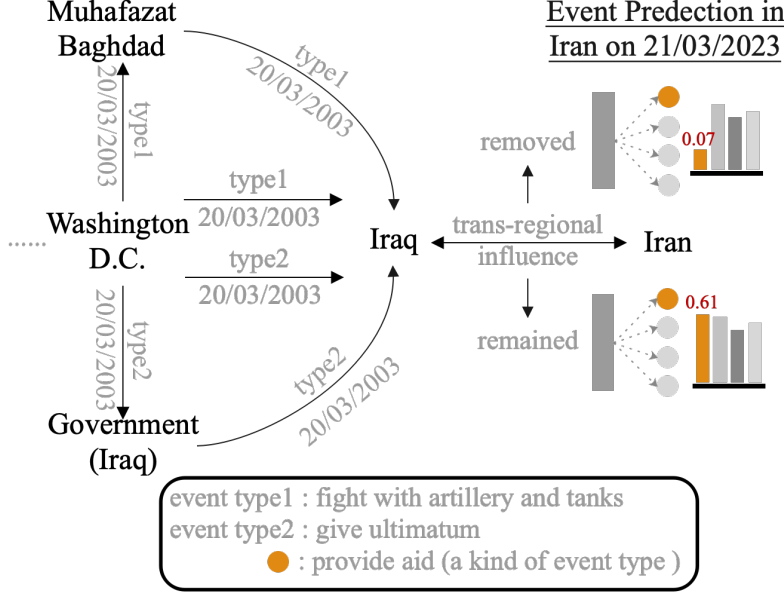 Muhafazat
Baghdad
Event Predection in
Iran on 21/03/2023
type1
20/03/2003
type1
20/03/2003
removed
0.07
type1
20/03/2003
Washington
D.C.
......
type2
20/03/2003
Iraq
trans-regional
influence
Iran
type2
20/03/2003
remained
0.61
type2
20/03/2003
Government
(Iraq)
event type1 : fight with artillery and tanks
event type2 : give ultimatum
: provide aid (a kind of event type )